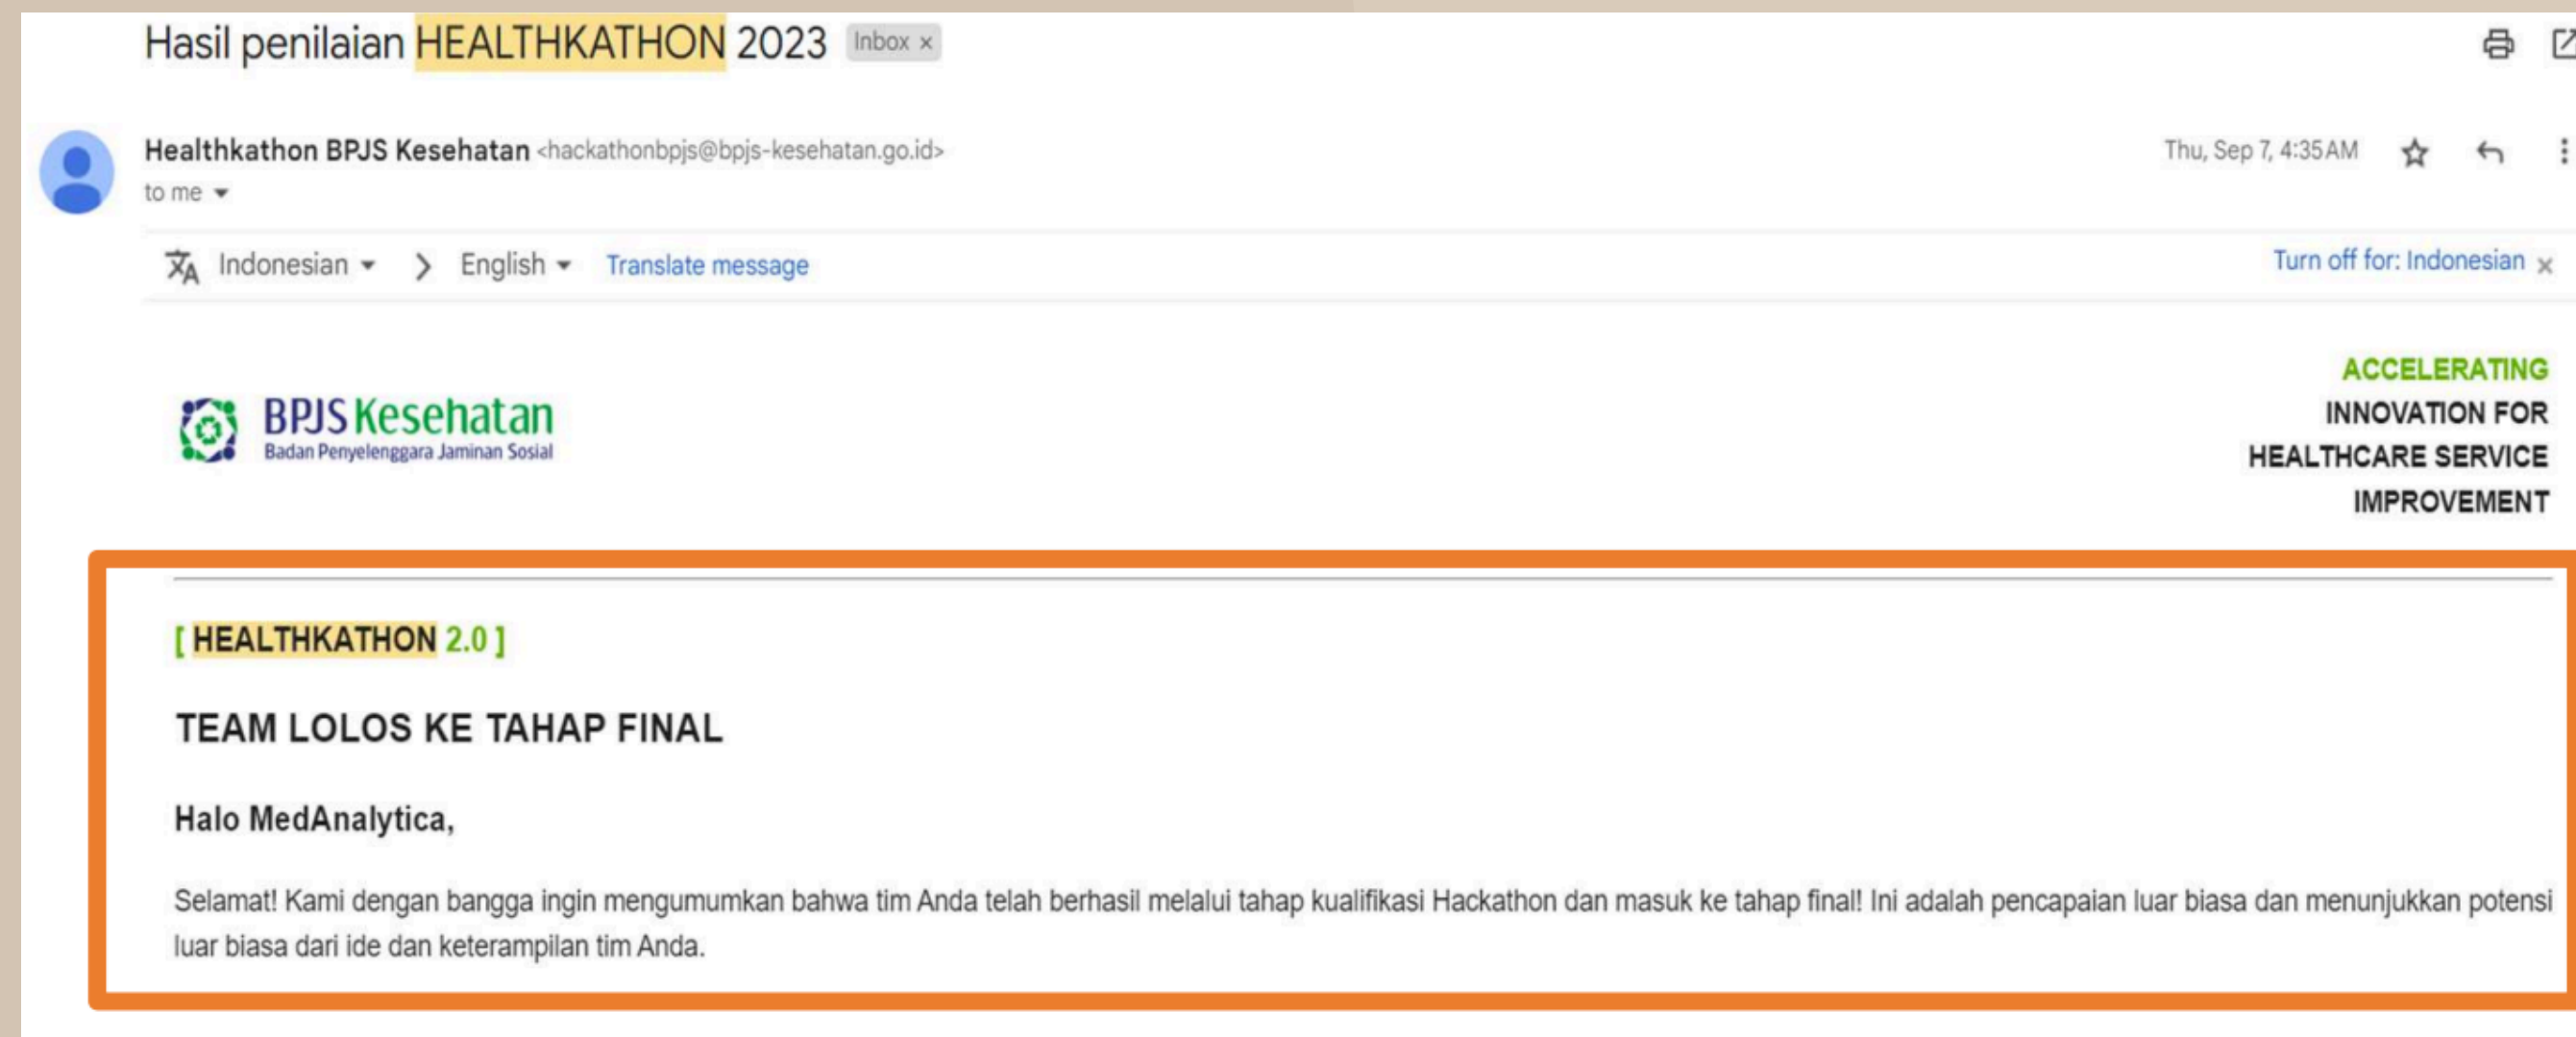 Hasil penilaian HEALTHKATHON 2023 Inbox ×
Healthkathon BPJS Kesehatan <hackathonbpjs@bpjs-kesehatan.go.id>
Thu, Sep 7, 4:35 AM
to me
Indonesian > English Translate message
Turn off for: Indonesian ×
ACCELERATING
INNOVATION FOR
HEALTHCARE SERVICE
IMPROVEMENT
BPJS Kesehatan
Badan Penyelenggara Jaminan Sosial
[ HEALTHKATHON 2.0 ]
TEAM LOLOS KE TAHAP FINAL
Halo MedAnalytica,
Selamat! Kami dengan bangga ingin mengumumkan bahwa tim Anda telah berhasil melalui tahap kualifikasi Hackathon dan masuk ke tahap final! Ini adalah pencapaian luar biasa dan menunjukkan potensi
luar biasa dari ide dan keterampilan tim Anda.